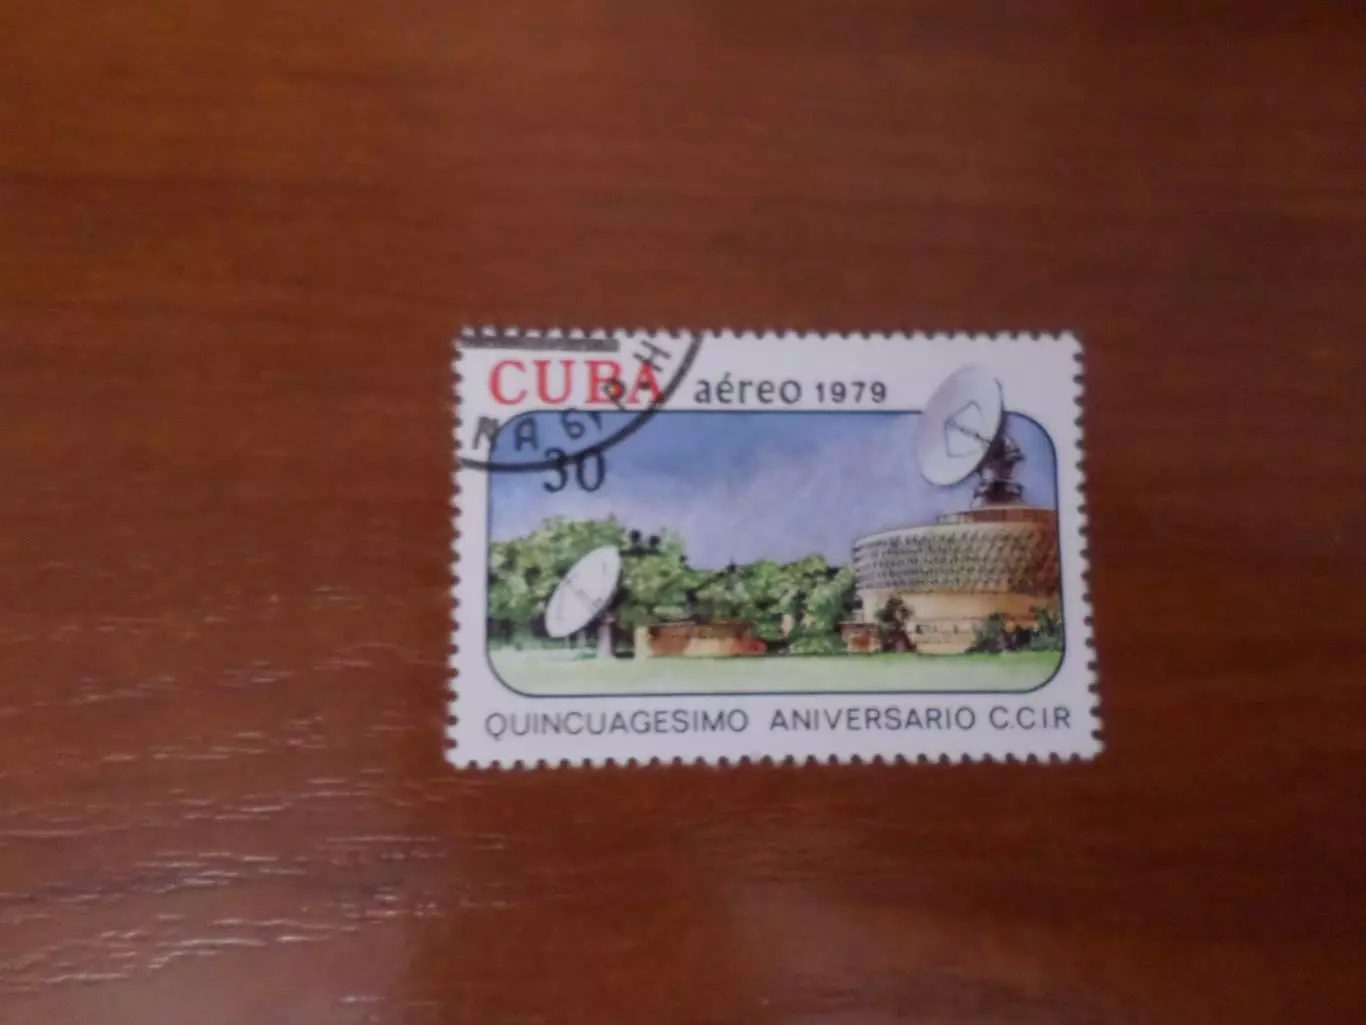 CUBA aéreo 1979
30
QUINCUAGESIMO ANIVERSARIO C.C.I.R